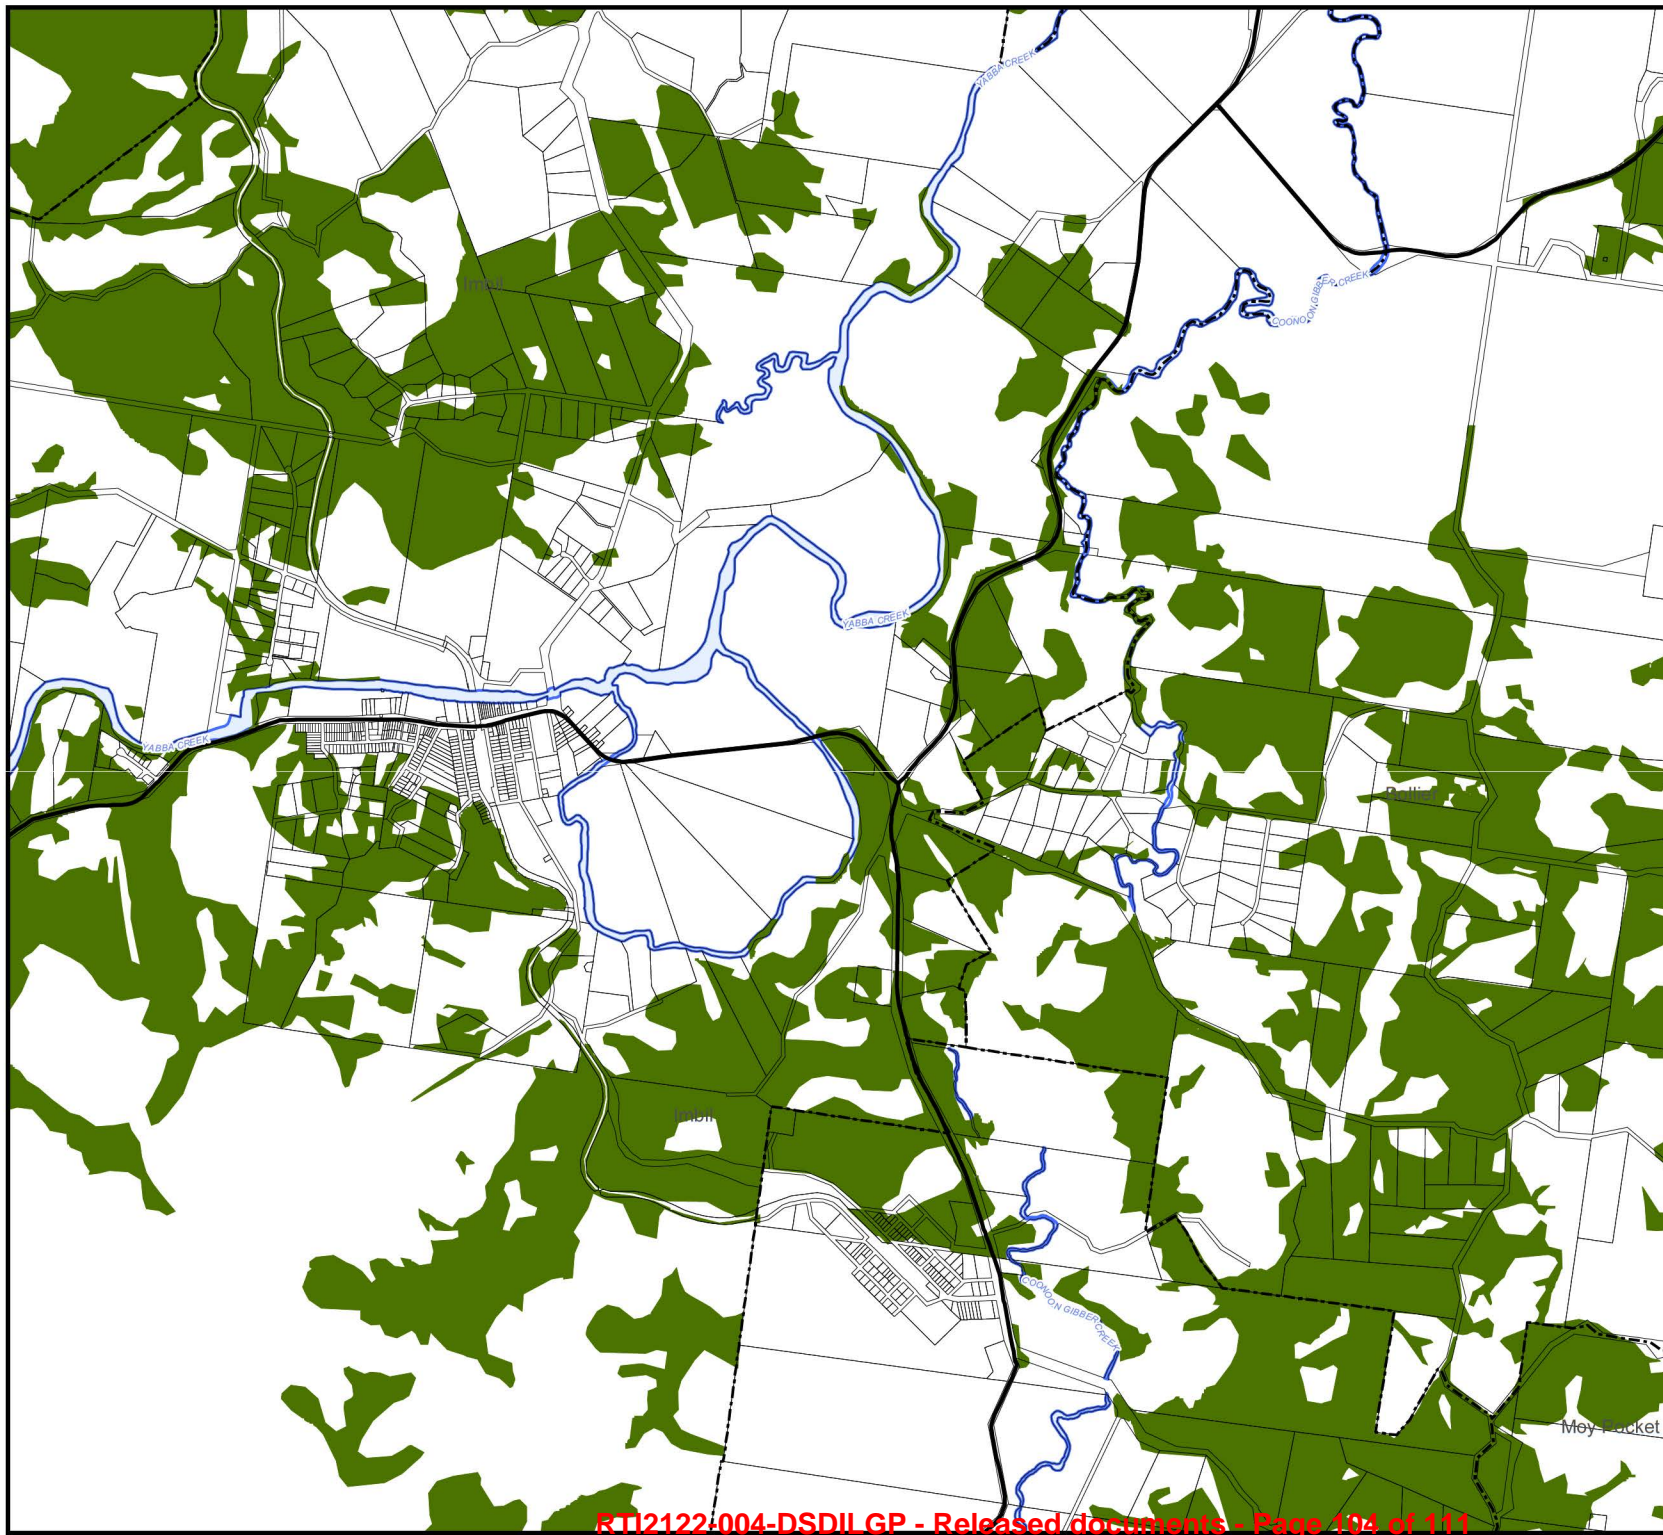 YABBA CREEK
Imbil
COONOON GIBBER CREEK
YABBA CREEK
YABBA CREEK
Bollier
Imbil
COONOON GIBBER CREEK
Moy Pocket
RTI2122-004-DSDILGP - Released documents - Page 104 of 111